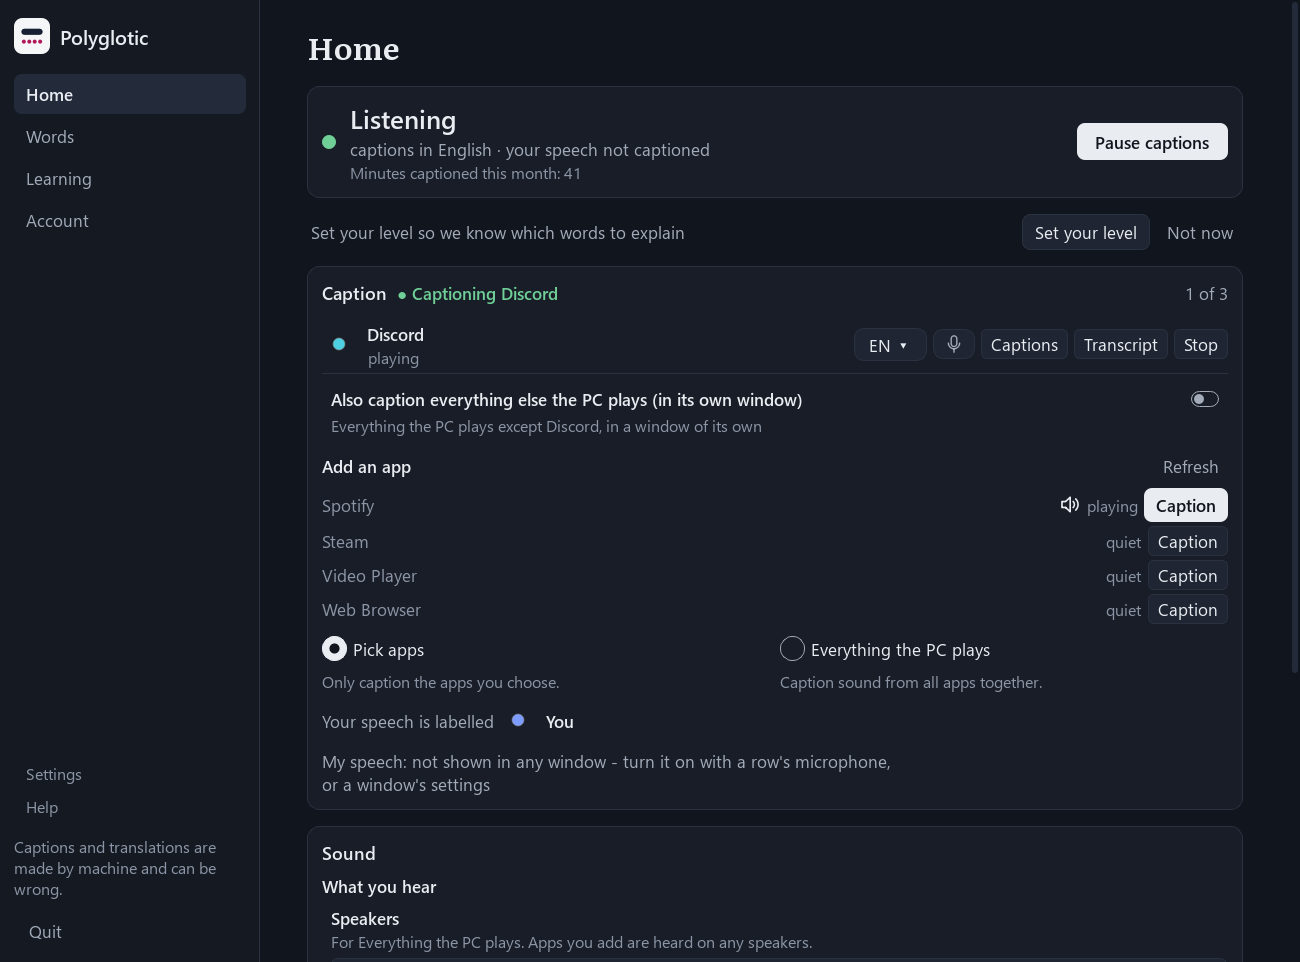 Polyglotic
Home
Words
Learning
Account
Settings
Help
Captions and translations are
made by machine and can be
wrong.
Quit
Home
Listening
captions in English · your speech not captioned
Minutes captioned this month: 41
Pause captions
Set your level so we know which words to explain
Set your level
Not now
Caption
• Captioning Discord
1 of 3
Discord
playing
EN ▾
Captions
Transcript
Stop
Also caption everything else the PC plays (in its own window)
Everything the PC plays except Discord, in a window of its own
Add an app
Refresh
Spotify
playing
Caption
Steam
quiet
Caption
Video Player
quiet
Caption
Web Browser
quiet
Caption
Pick apps
Only caption the apps you choose.
Everything the PC plays
Caption sound from all apps together.
Your speech is labelled
You
My speech: not shown in any window - turn it on with a row's microphone,
or a window's settings
Sound
What you hear
Speakers
For Everything the PC plays. Apps you add are heard on any speakers.